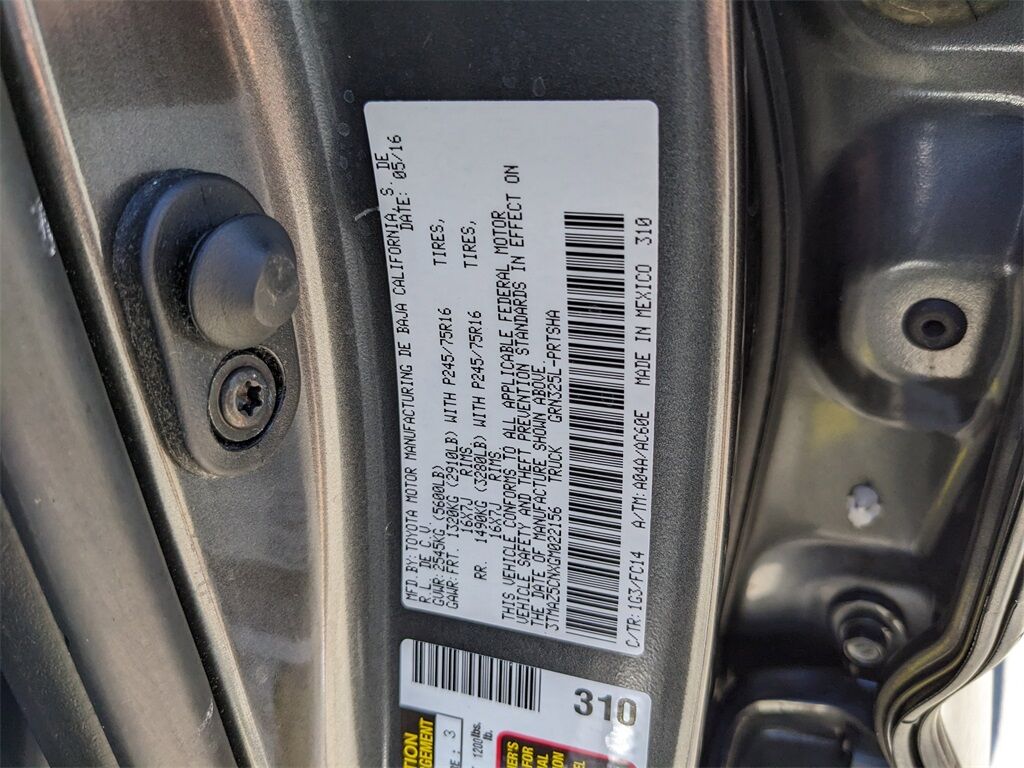 MFD.BY:TOYOTA MOTOR MANUFACTURING DE BAJA CALIFORNIA, S. DE
R.L. DE C.V. DATE: 05/16
GVWR:2545KG (5600LB)
GAWR:FRT. 1320KG (2910LB) WITH P245/75R16 TIRES,
16X7J RIMS,
RR. 1490KG (3280LB) WITH P245/75R16 TIRES,
16X7J RIMS.
THIS VEHICLE CONFORMS TO ALL APPLICABLE FEDERAL MOTOR
VEHICLE SAFETY AND THEFT PREVENTION STANDARDS IN EFFECT ON
THE DATE OF MANUFACTURE SHOWN ABOVE.
3TMAZ5CNXGM022156 TRUCK GRN325L-PRTSHA
C/TR:1G3/FC14 A/TM:A04A/AC60E MADE IN MEXICO 310
310
3
1200lbs.
lb.